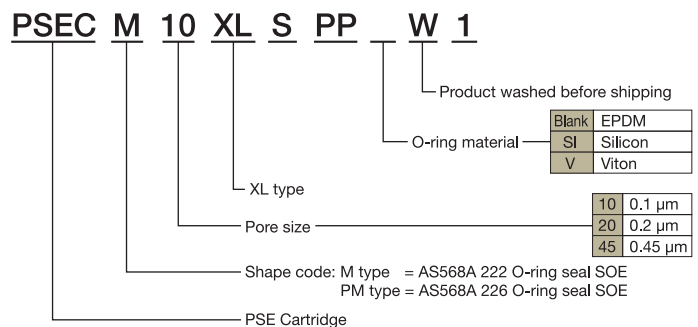 PSEC M 10 XL S PP _ W 1
Product washed before shipping
O-ring material
Blank EPDM
SI Silicon
V Viton
XL type
Pore size
10 0.1 µm
20 0.2 µm
45 0.45 µm
Shape code: M type = AS568A 222 O-ring seal SOE
PM type = AS568A 226 O-ring seal SOE
PSE Cartridge